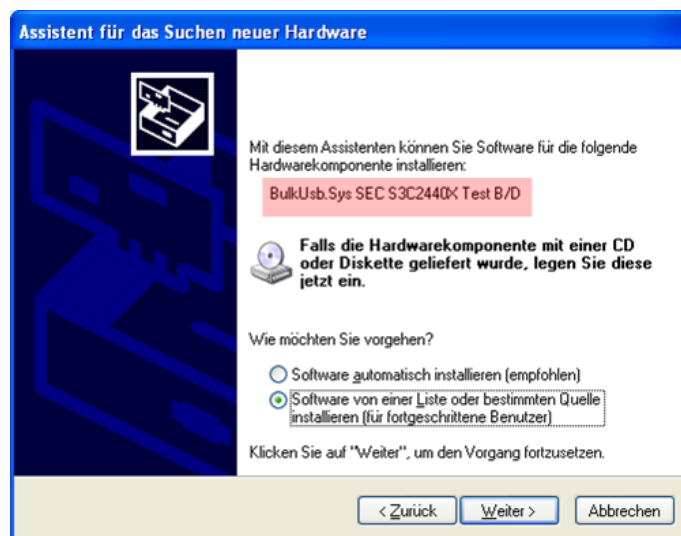 Assistent für das Suchen neuer Hardware
Mit diesem Assistenten können Sie Software für die folgende
Hardwarekomponente installieren:
BulkUsb.Sys SEC S3C2440X Test B/D
Falls die Hardwarekomponente mit einer CD
oder Diskette geliefert wurde, legen Sie diese
jetzt ein.
Wie möchten Sie vorgehen?
Software automatisch installieren (empfohlen)
Software von einer Liste oder bestimmten Quelle
installieren (für fortgeschrittene Benutzer)
Klicken Sie auf "Weiter", um den Vorgang fortzusetzen.
< Zurück Weiter > Abbrechen